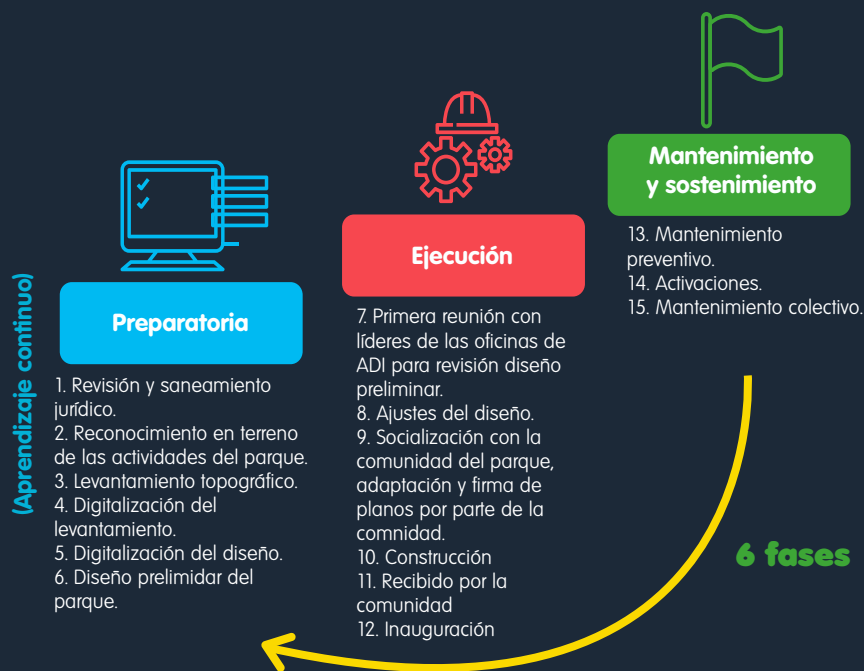 (Aprendizaje continuo)
Preparatoria
1. Revisión y saneamiento
jurídico.
2. Reconocimiento en terreno
de las actividades del parque.
3. Levantamiento topográfico.
4. Digitalización del
levantamiento.
5. Digitalización del diseño.
6. Diseño prelimidar del
parque.
Ejecución
7. Primera reunión con
líderes de las oficinas de
ADI para revisión diseño
preliminar.
8. Ajustes del diseño.
9. Socialización con la
comunidad del parque,
adaptación y firma de
planos por parte de la
comnidad.
10. Construcción
11. Recibido por la
comunidad
12. Inauguración
Mantenimiento
y sostenimiento
13. Mantenimiento
preventivo.
14. Activaciones.
15. Mantenimiento colectivo.
6 fases